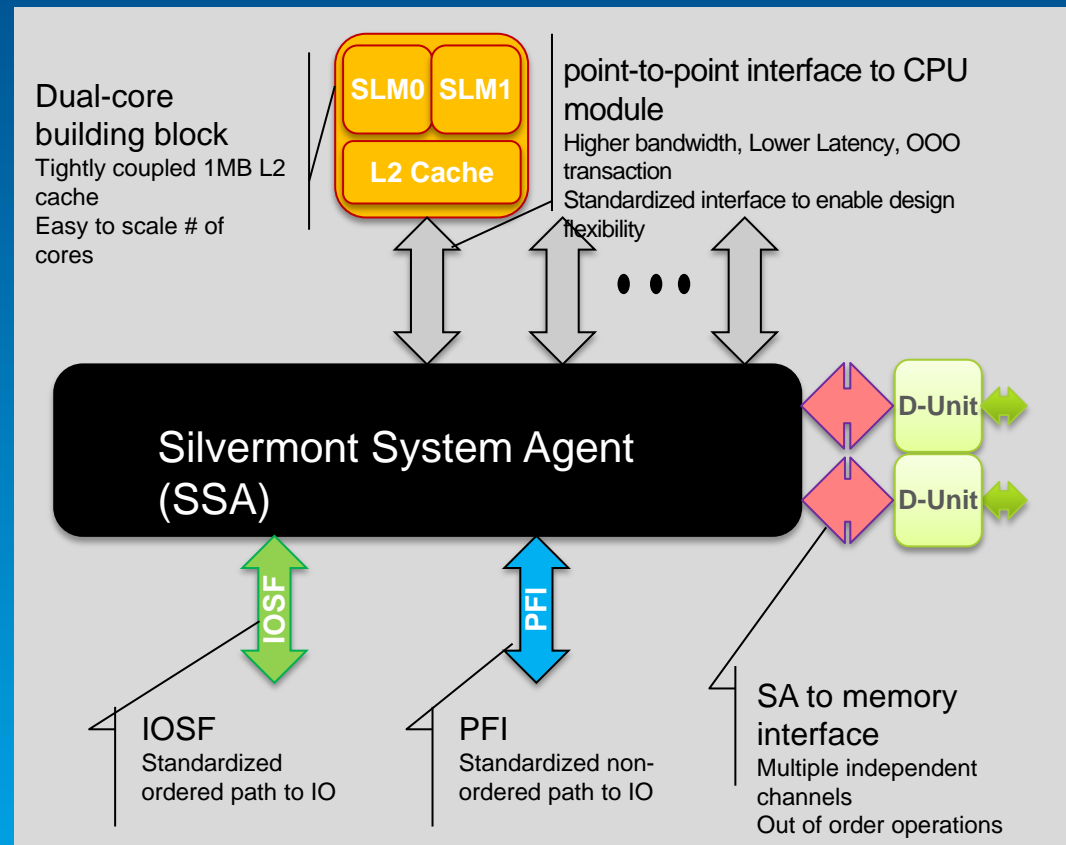 Dual-core
building block
Tightly coupled 1MB L2
cache
Easy to scale # of
cores
SLM0 SLM1
L2 Cache
point-to-point interface to CPU
module
Higher bandwidth, Lower Latency, OOO
transaction
Standardized interface to enable design
flexibility
Silvermont System Agent
(SSA)
D-Unit
D-Unit
IOSF
PFI
IOSF
Standardized
ordered path to IO
PFI
Standardized non-
ordered path to IO
SA to memory
interface
Multiple independent
channels
Out of order operations